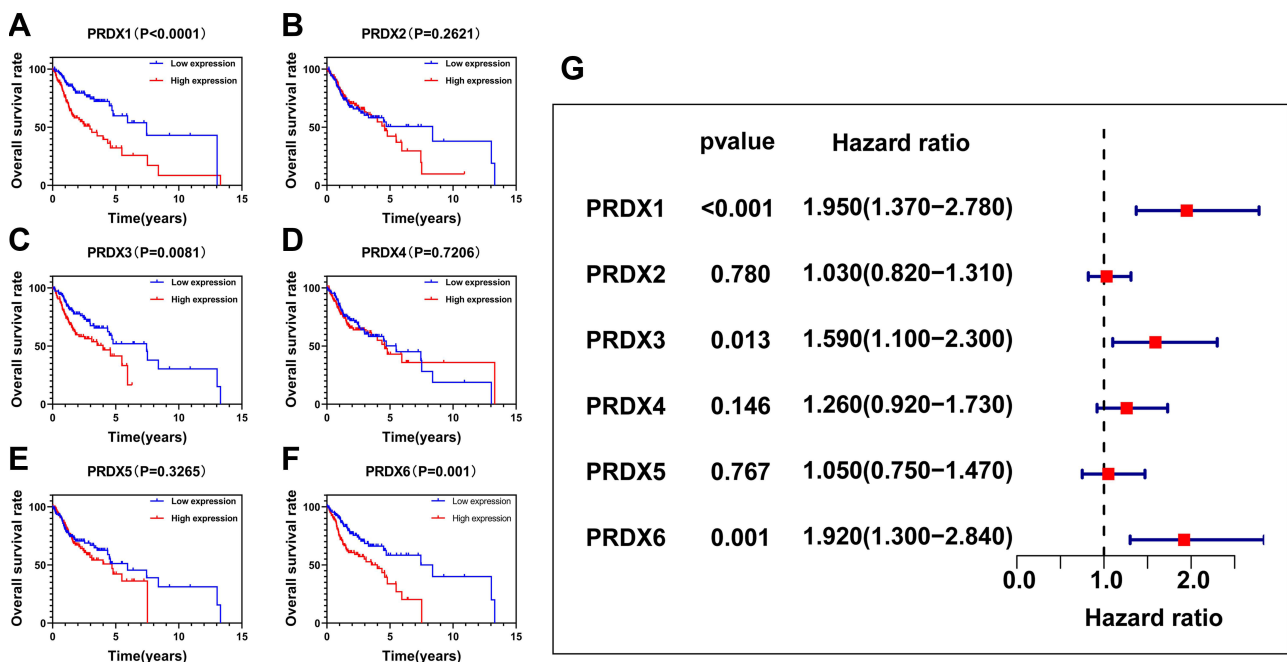 A
PRDX1(P<0.0001)
Overall survival rate
100
50
0
Low expression
High expression
0 5 10 15
Time(years)
B
PRDX2(P=0.2621)
Overall survival rate
100
50
0
Low expression
High expression
0 5 10 15
Time(years)
C
PRDX3(P=0.0081)
Overall survival rate
100
50
0
Low expression
High expression
0 5 10 15
Time(years)
D
PRDX4(P=0.7206)
Overall survival rate
100
50
0
Low expression
High expression
0 5 10 15
Time(years)
E
PRDX5(P=0.3265)
Overall survival rate
100
50
0
Low expression
High expression
0 5 10 15
Time(years)
F
PRDX6(P=0.001)
Overall survival rate
100
50
0
Low expression
High expression
0 5 10 15
Time(years)
G
pvalue Hazard ratio
PRDX1 <0.001 1.950(1.370−2.780)
PRDX2 0.780 1.030(0.820−1.310)
PRDX3 0.013 1.590(1.100−2.300)
PRDX4 0.146 1.260(0.920−1.730)
PRDX5 0.767 1.050(0.750−1.470)
PRDX6 0.001 1.920(1.300−2.840)
0.0 1.0 2.0
Hazard ratio